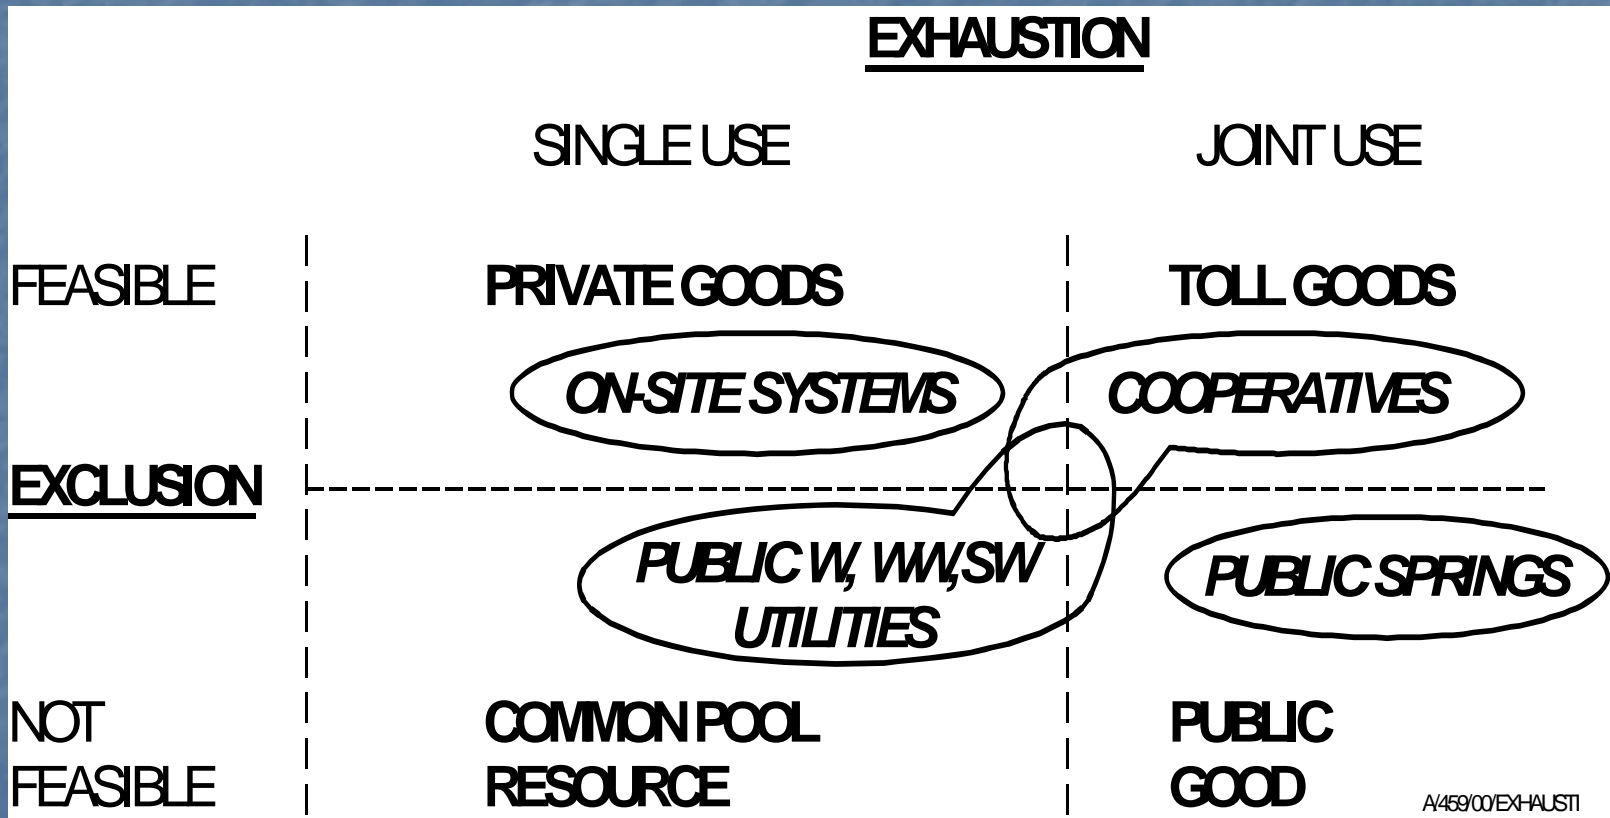 EXHAUSTION
SINGLE USE JOINT USE
FEASIBLE PRIVATE GOODS TOLL GOODS
ON-SITE SYSTEMS COOPERATIVES
EXCLUSION
PUBLIC W, WW,SW
UTILITIES
PUBLIC SPRINGS
NOT COMMON POOL PUBLIC
FEASIBLE RESOURCE GOOD
A/459/00/EXHAUSTI